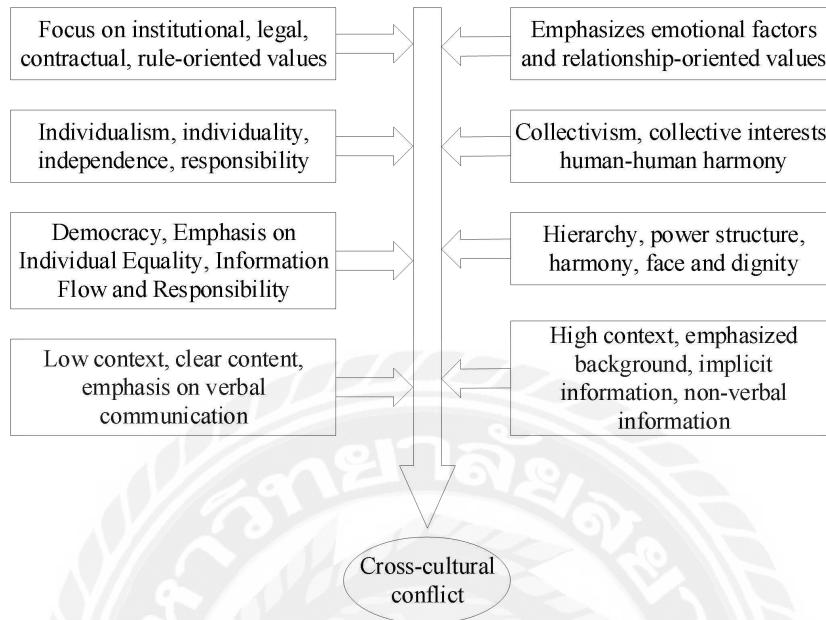 Focus on institutional, legal,
contractual, rule-oriented values
Emphasizes emotional factors
and relationship-oriented values
Individualism, individuality,
independence, responsibility
Collectivism, collective interests
human-human harmony
Democracy, Emphasis on
Individual Equality, Information
Flow and Responsibility
Hierarchy, power structure,
harmony, face and dignity
Low context, clear content,
emphasis on verbal
communication
High context, emphasized
background, implicit
information, non-verbal
information
Cross-cultural
conflict